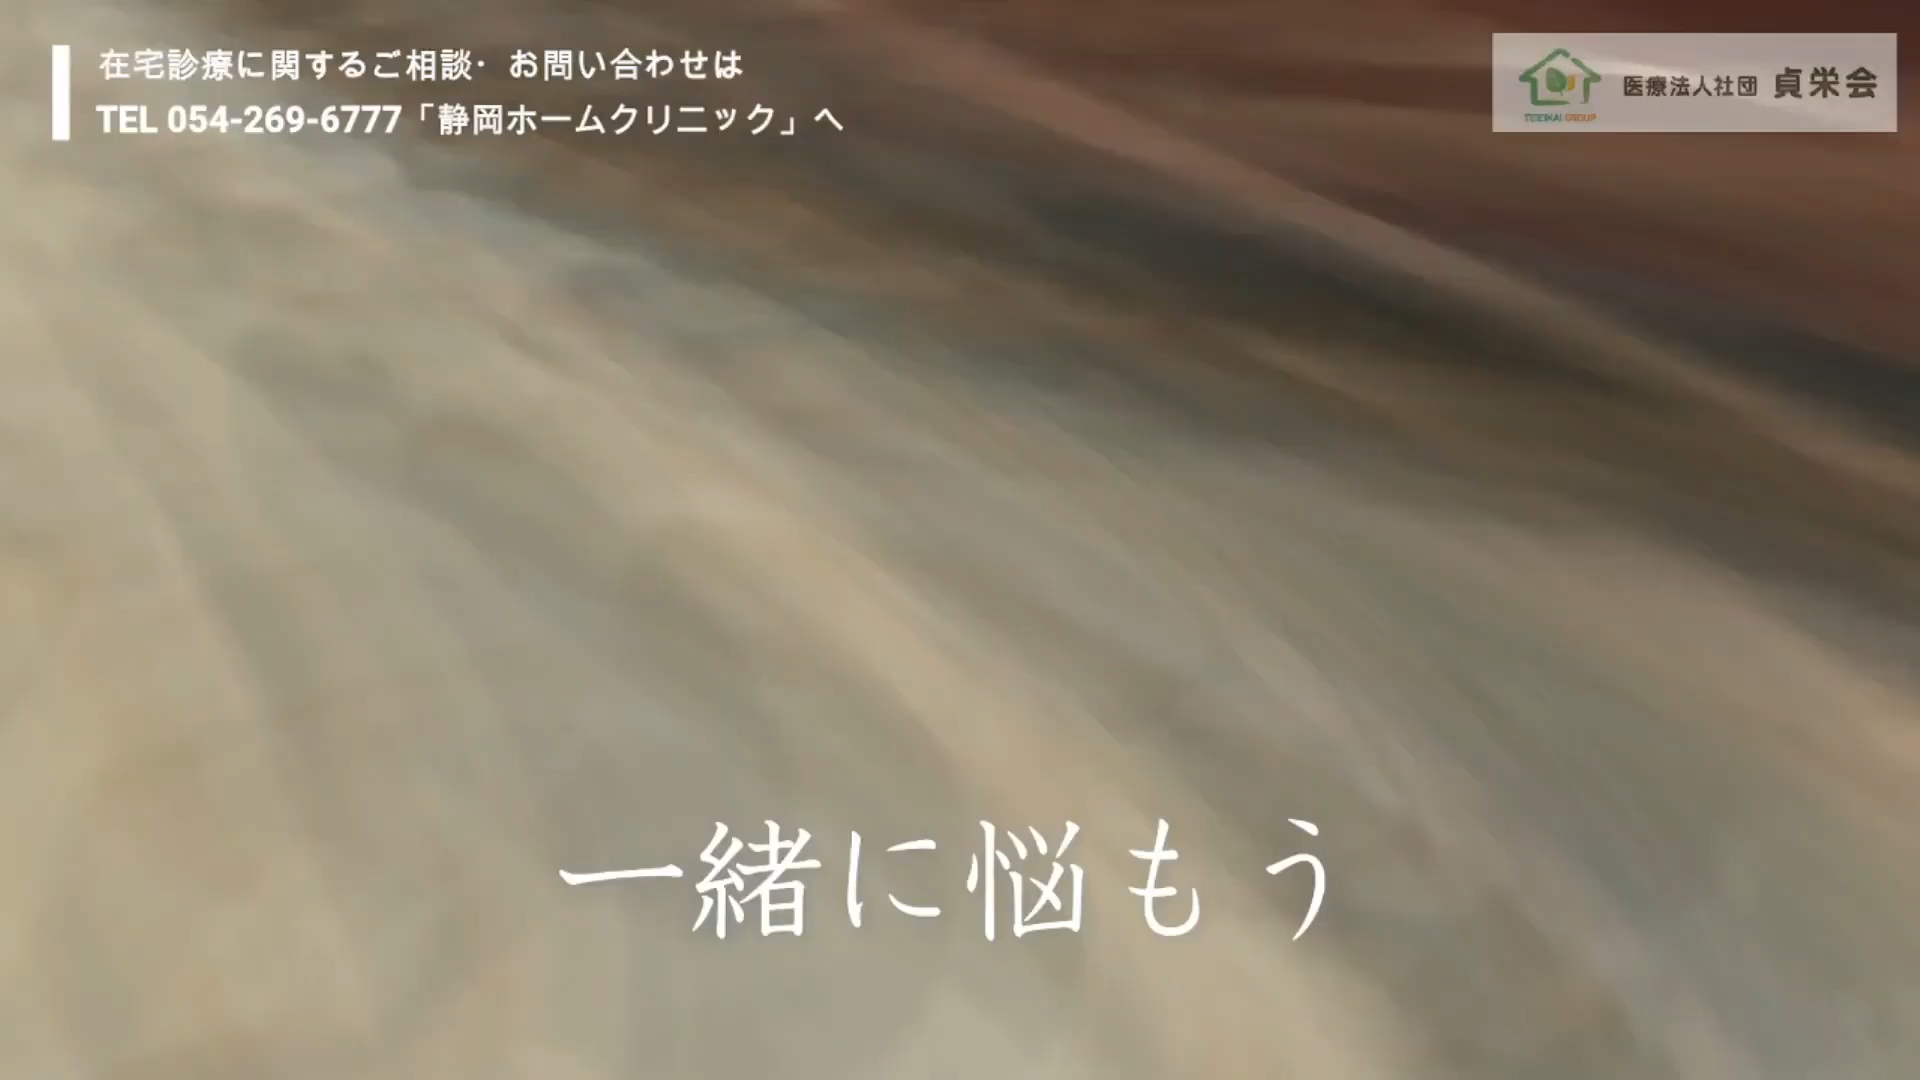 在宅診療に関するご相談・お問い合わせは
TEL 054-269-6777「静岡ホームクリニック」へ
医療法人社団 貞栄会
TEIEIKAI GROUP
一緒に悩もう